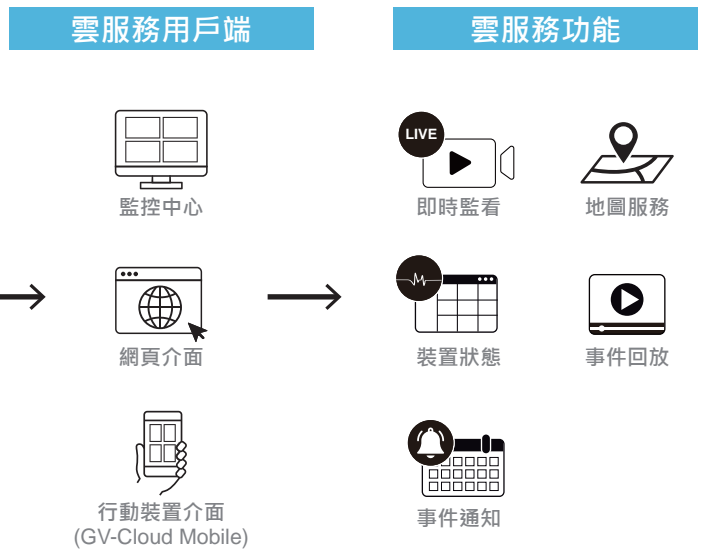 雲服務用戶端
監控中心
網頁介面
行動裝置介面
(GV-Cloud Mobile)
雲服務功能
LIVE
即時監看
地圖服務
裝置狀態
事件回放
事件通知